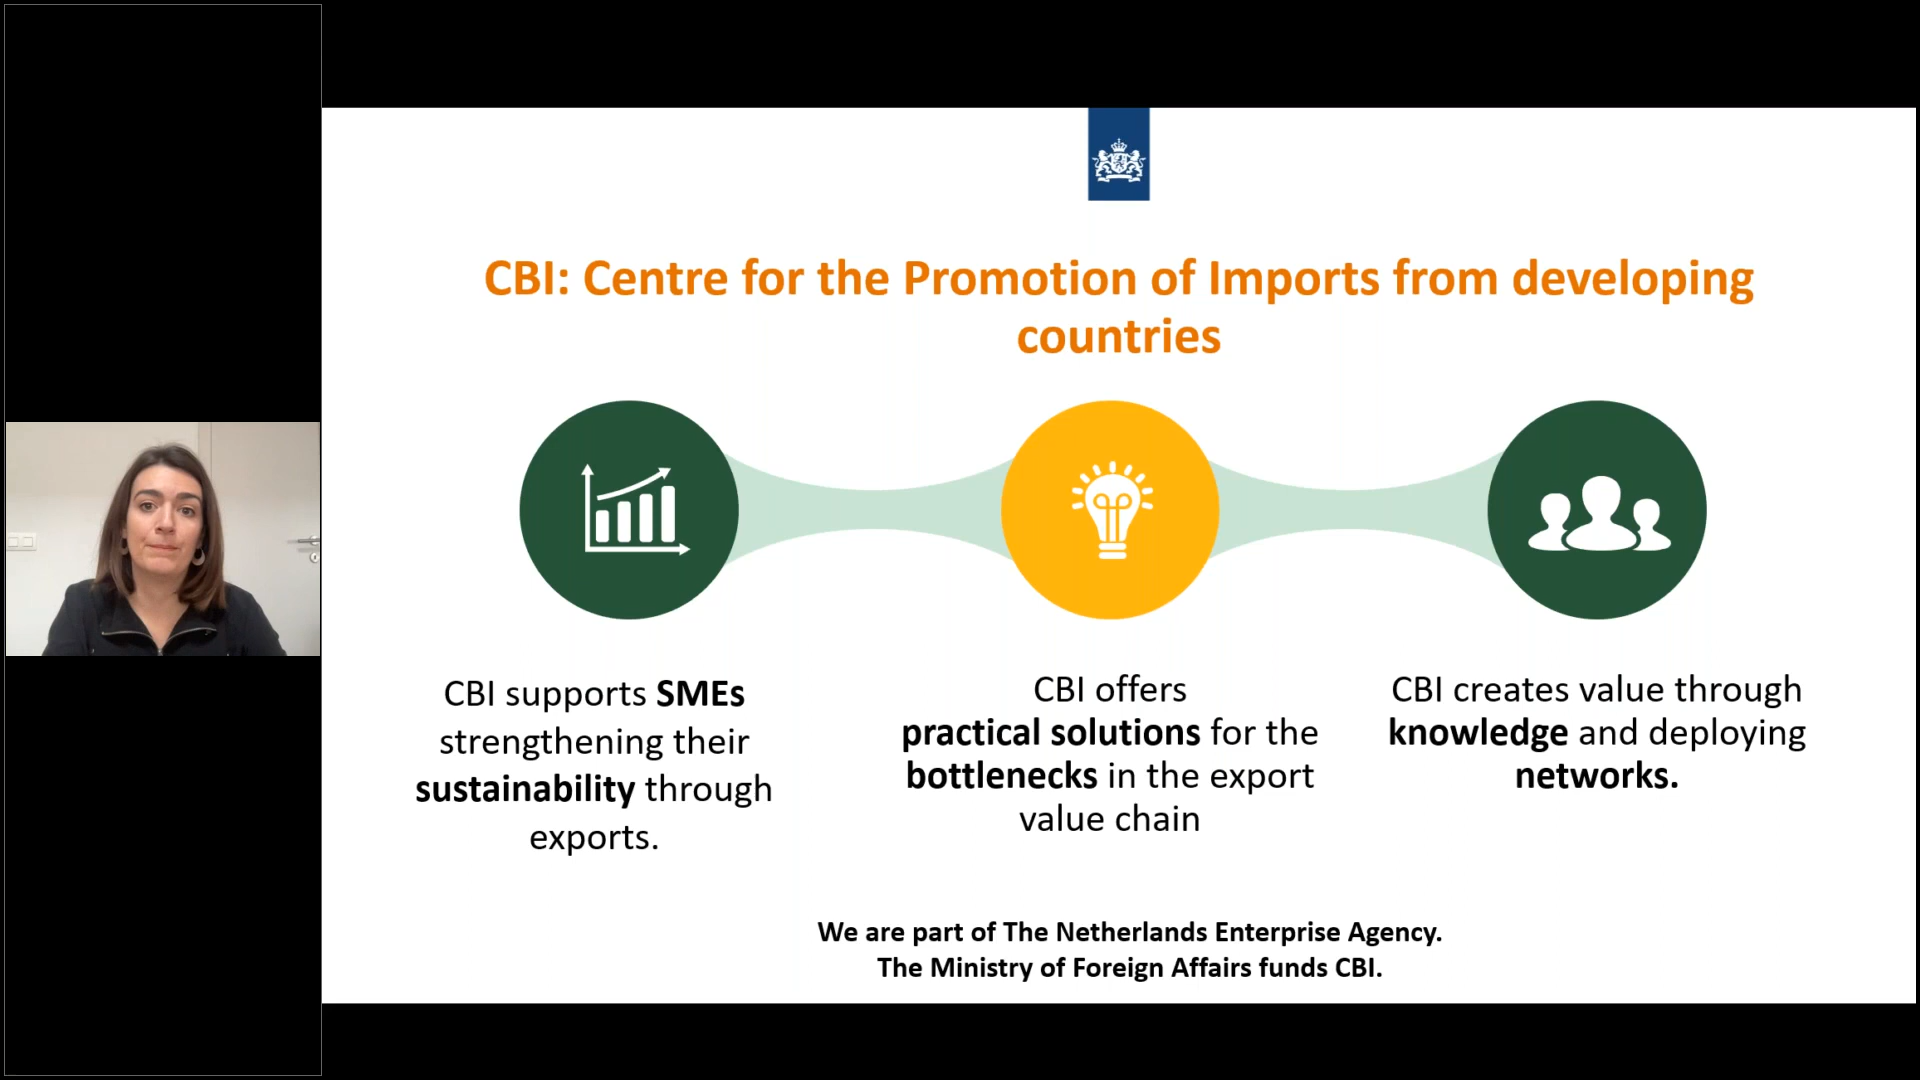 CBI: Centre for the Promotion of Imports from developing
countries
CBI supports SMEs
strengthening their
sustainability through
exports.
CBI offers
practical solutions for the
bottlenecks in the export
value chain
CBI creates value through
knowledge and deploying
networks.
We are part of The Netherlands Enterprise Agency.
The Ministry of Foreign Affairs funds CBI.